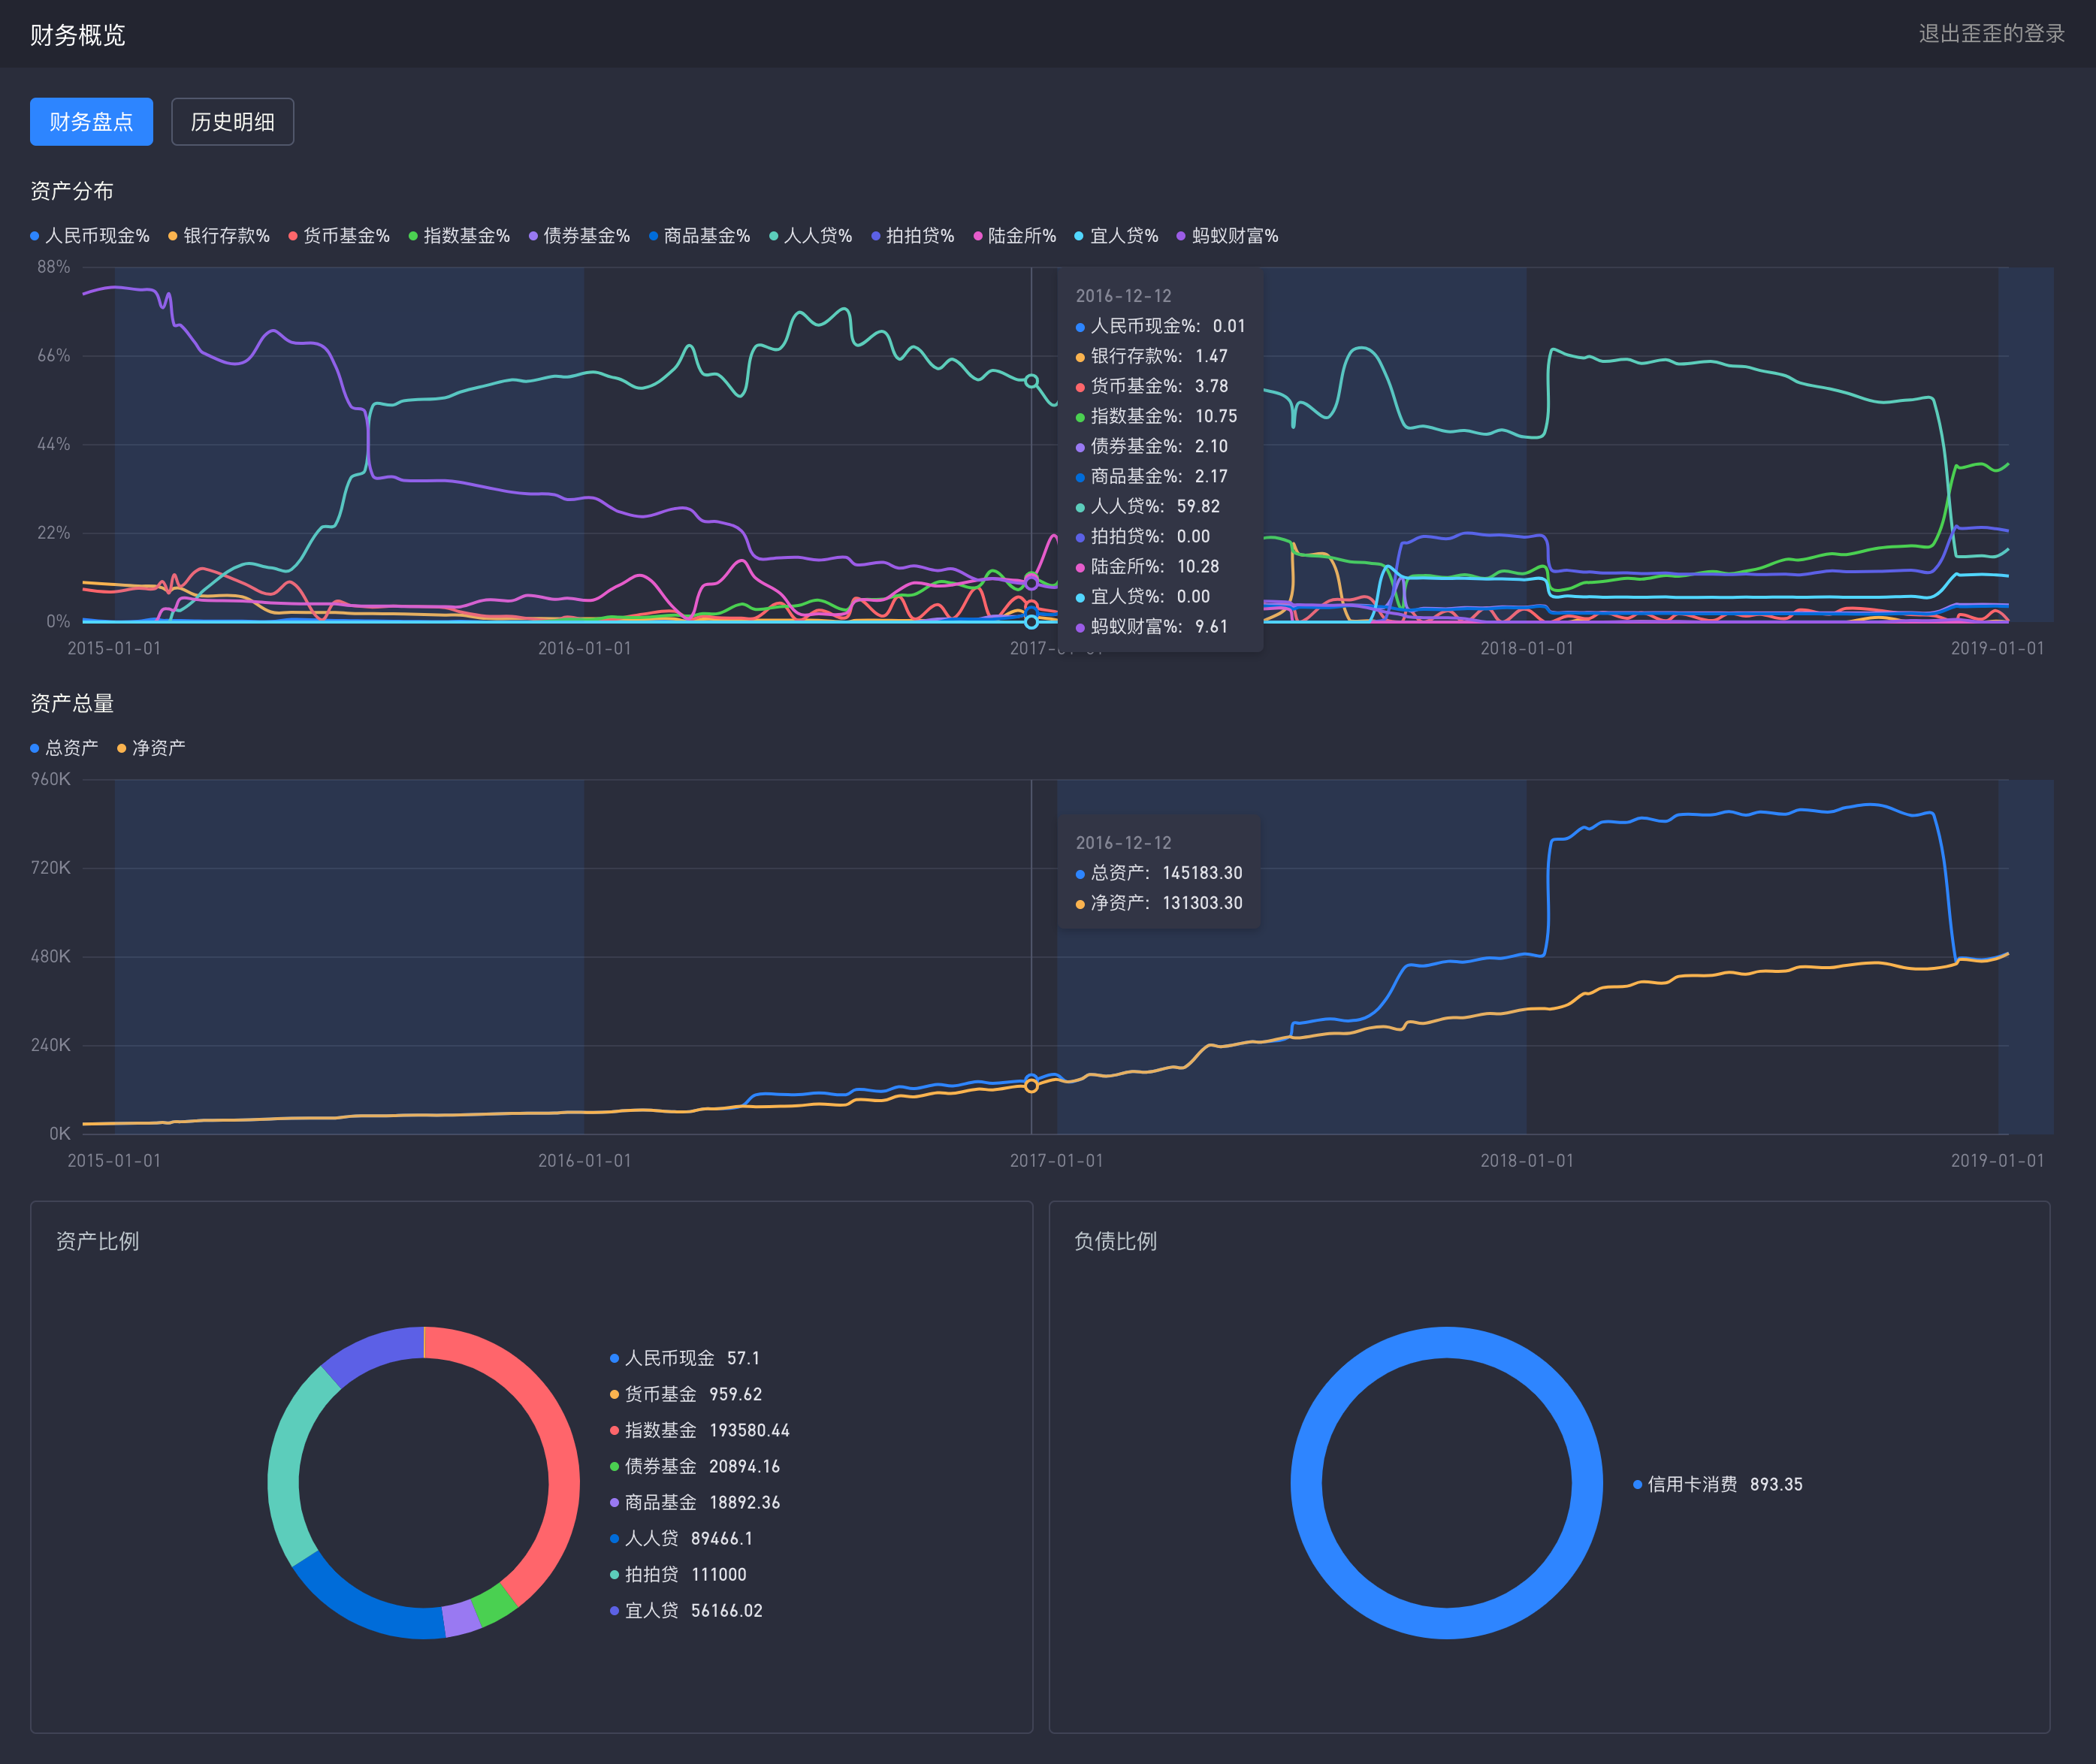 财务概览
退出歪歪的登录
财务盘点 历史明细
资产分布
人民币现金% 银行存款% 货币基金% 指数基金% 债券基金% 商品基金% 人人贷% 拍拍贷% 陆金所% 宜人贷% 蚂蚁财富%
88%
66%
44%
22%
0%
2016-12-12
人民币现金%: 0.01
银行存款%: 1.47
货币基金%: 3.78
指数基金%: 10.75
债券基金%: 2.10
商品基金%: 2.17
人人贷%: 59.82
拍拍贷%: 0.00
陆金所%: 10.28
宜人贷%: 0.00
蚂蚁财富%: 9.61
2015-01-01 2016-01-01 2017-01-01 2018-01-01 2019-01-01
资产总量
总资产 净资产
960K
720K
480K
240K
0K
2016-12-12
总资产: 145183.30
净资产: 131303.30
2015-01-01 2016-01-01 2017-01-01 2018-01-01 2019-01-01
资产比例
人民币现金 57.1
货币基金 959.62
指数基金 193580.44
债券基金 20894.16
商品基金 18892.36
人人贷 89466.1
拍拍贷 111000
宜人贷 56166.02
负债比例
信用卡消费 893.35